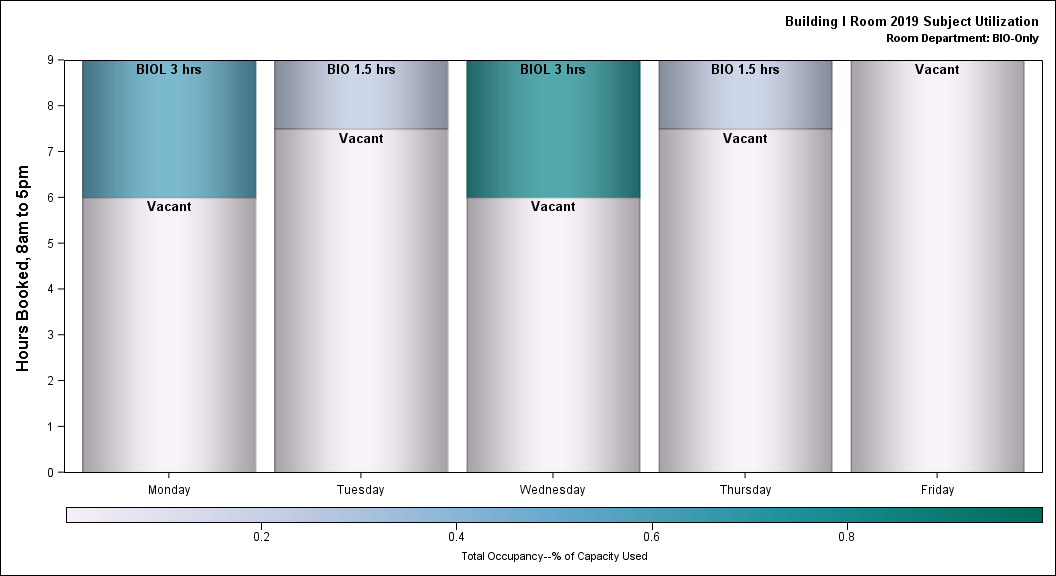 Building I Room 2019 Subject Utilization
Room Department: BIO-Only
Hours Booked, 8am to 5pm
9
8
7
6
5
4
3
2
1
0
BIOL 3 hrs
Vacant
BIO 1.5 hrs
Vacant
BIOL 3 hrs
Vacant
BIO 1.5 hrs
Vacant
Vacant
Monday Tuesday Wednesday Thursday Friday
0.2 0.4 0.6 0.8
Total Occupancy--% of Capacity Used